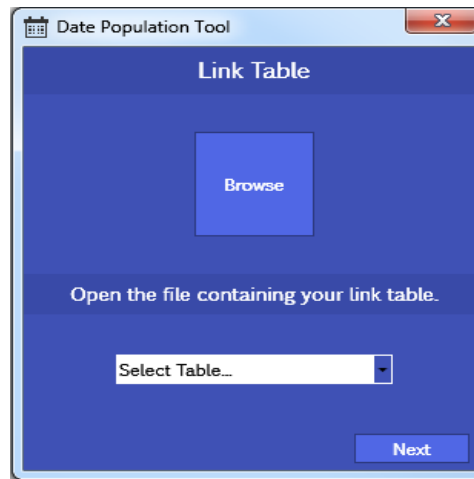 Date Population Tool
Link Table
Browse
Open the file containing your link table.
Select Table...
Next